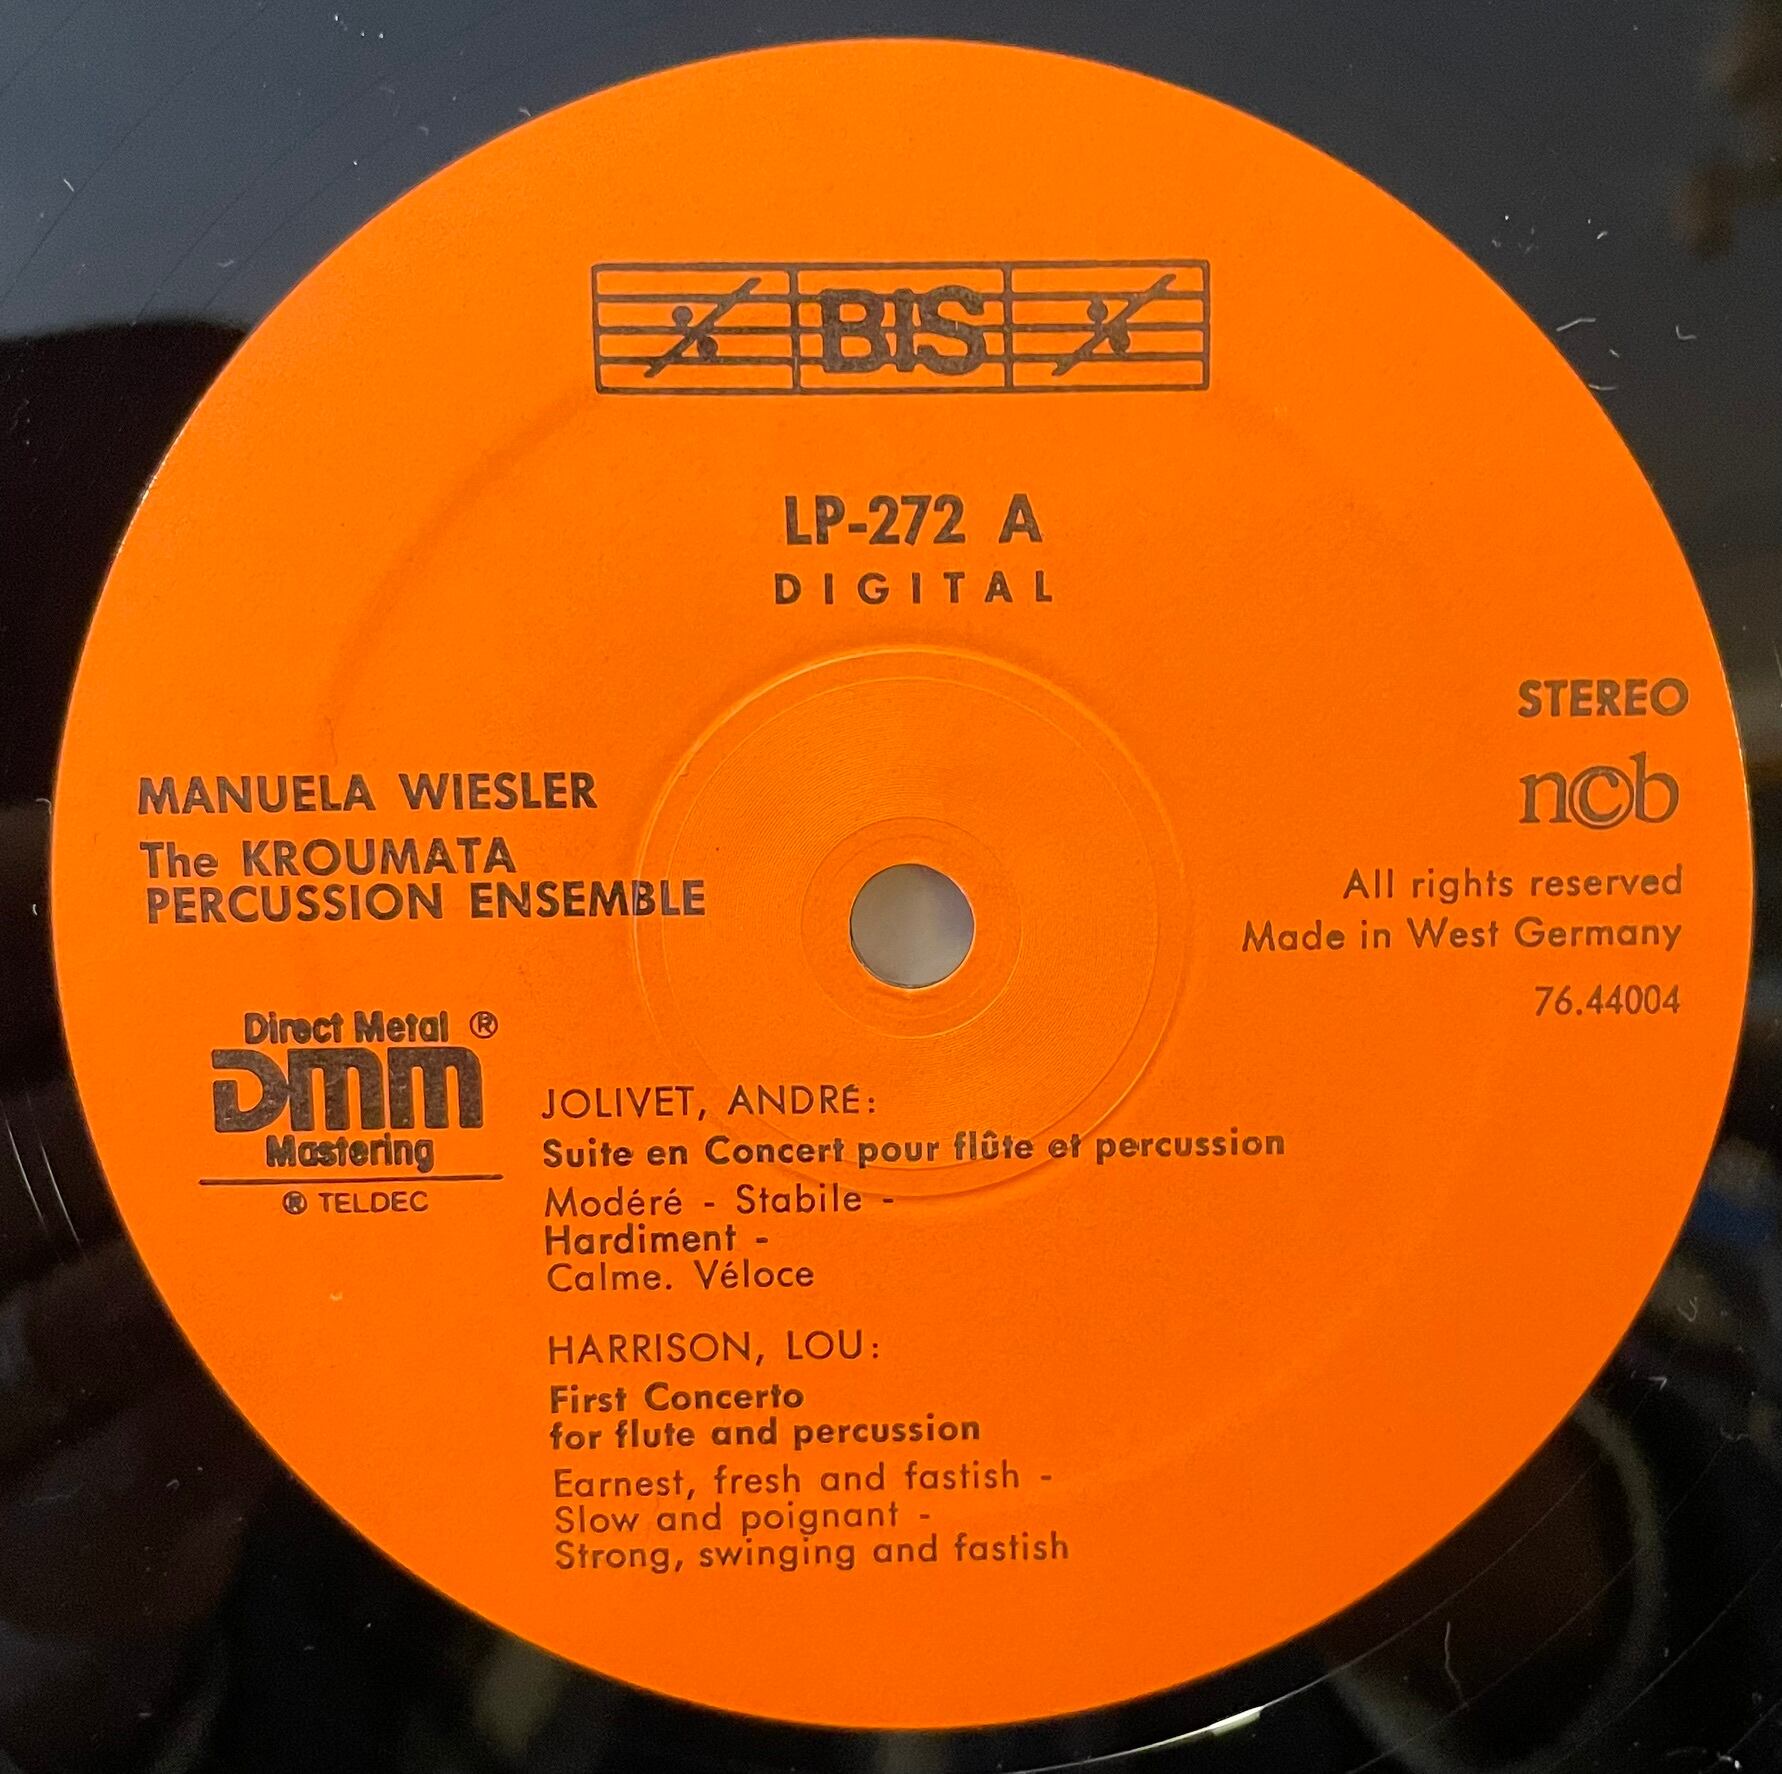 BIS
LP-272 A
DIGITAL
STEREO
n©b
MANUELA WIESLER
The KROUMATA
PERCUSSION ENSEMBLE
All rights reserved
Made in West Germany
76.44004
Direct Metal ®
DMM
Mastering
® TELDEC
JOLIVET, ANDRÉ:
Suite en Concert pour flûte et percussion
Modéré - Stabile -
Hardiment -
Calme. Véloce
HARRISON, LOU:
First Concerto
for flute and percussion
Earnest, fresh and fastish -
Slow and poignant -
Strong, swinging and fastish